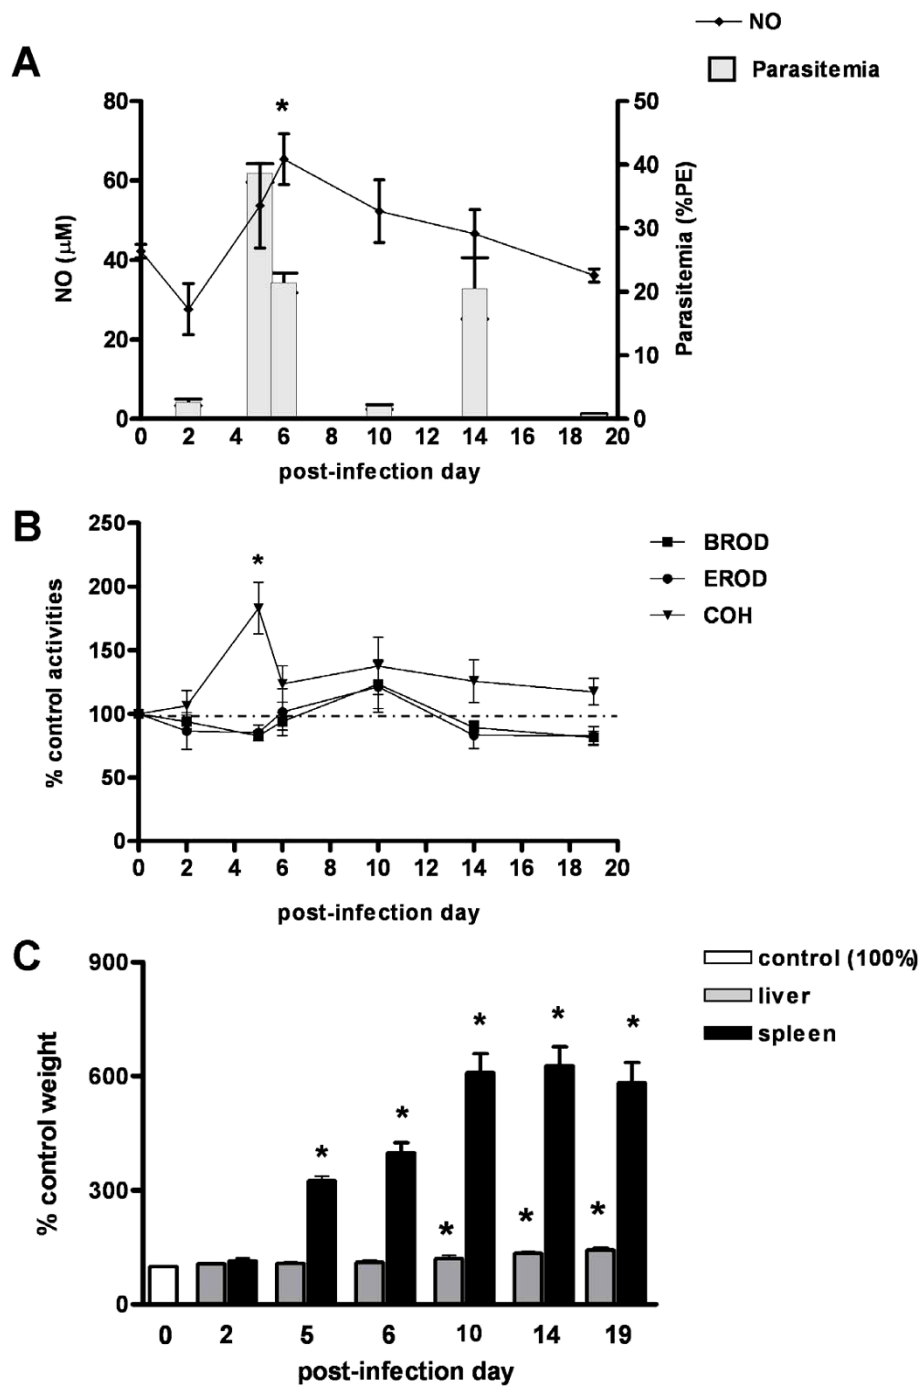 NO
A
Parasitemia
*
80
60
40
20
0
NO (μM)
50
40
30
20
10
0
Parasitemia (%PE)
0 2 4 6 8 10 12 14 16 18 20
post-infection day
B
BROD
EROD
COH
*
250
200
150
100
50
0
% control activities
0 2 4 6 8 10 12 14 16 18 20
post-infection day
C
control (100%)
liver
spleen
900
600
300
0
% control weight
* * * * *
* * *
0 2 5 6 10 14 19
post-infection day